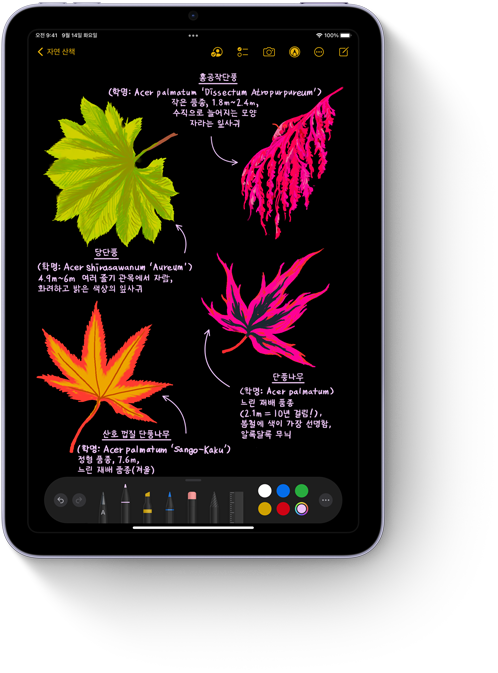 오전 9:41 9월 14일 화요일
100%
자연 산책
홍공작단풍
(학명: Acer palmatum 'Dissectum Atropurpureum')
작은 품종, 1.8m~2.4m,
수직으로 늘어지는 모양
자라는 잎사귀
당단풍
(학명: Acer shirasawanum 'Aureum')
4.9m~6m 여러 줄기 관목에서 자람,
화려하고 밝은 색상의 잎사귀
단풍나무
(학명: Acer palmatum)
느린 재배 품종
(2.1m = 10년 걸림!),
봄철에 색이 가장 선명함,
알록달록 무늬
산호 껍질 단풍나무
(학명: Acer palmatum 'Sango-Kaku')
정형 품종, 7.6m,
느린 재배 품종(겨울)
A